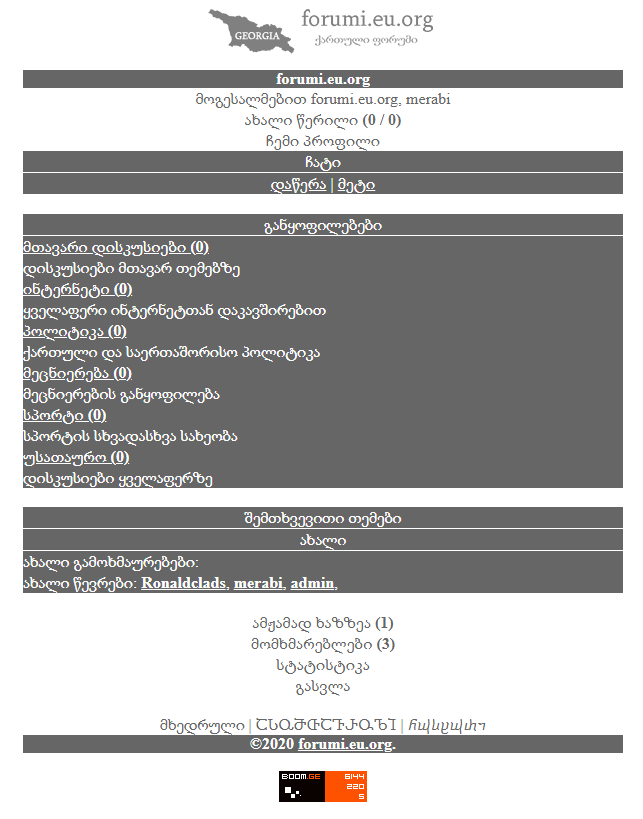 GEORGIA
forumi.eu.org
ქართული ფორუმი
forumi.eu.org
მოგესალმებით forumi.eu.org, merabi
ახალი წერილი (0 / 0)
ჩემი პროფილი
ჩატი
დაწერა | მეტი
განყოფილებები
მთავარი დისკუსიები (0)
დისკუსიები მთავარ თემებზე
ინტერნეტი (0)
ყველაფერი ინტერნეტთან დაკავშირებით
პოლიტიკა (0)
ქართული და საერთაშორისო პოლიტიკა
მეცნიერება (0)
მეცნიერების განყოფილება
სპორტი (0)
სპორტის სხვადასხვა სახეობა
უსათაურო (0)
დისკუსიები ყველაფერზე
შემთხვევითი თემები
ახალი
ახალი გამოხმაურებები:
ახალი წევრები: Ronaldclads, merabi, admin,
ამჟამად ხაზზეა (1)
მომხმარებლები (3)
სტატისტიკა
გასვლა
მხედრული | ႠႱႭႫႧႠႥႰႳႪႨ | ⴌⴓⴑⴞⴓⴐⴈ
©2020 forumi.eu.org.
BOOM.GE 6144
220
5